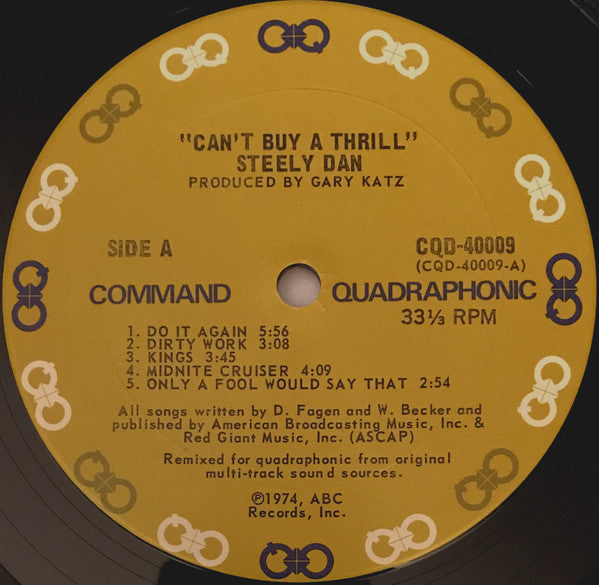 "CAN'T BUY A THRILL"
STEELY DAN
PRODUCED BY GARY KATZ
SIDE A
CQD-40009
(CQD-40009-A)
COMMAND QUADRAPHONIC
33⅓ RPM
1. DO IT AGAIN 5:56
2. DIRTY WORK 3:08
3. KINGS 3:45
4. MIDNITE CRUISER 4:09
5. ONLY A FOOL WOULD SAY THAT 2:54
All songs written by D. Fagen and W. Becker and
published by American Broadcasting Music, Inc. &
Red Giant Music, Inc. (ASCAP)
Remixed for quadraphonic from original
multi-track sound sources.
℗1974, ABC
Records, Inc.